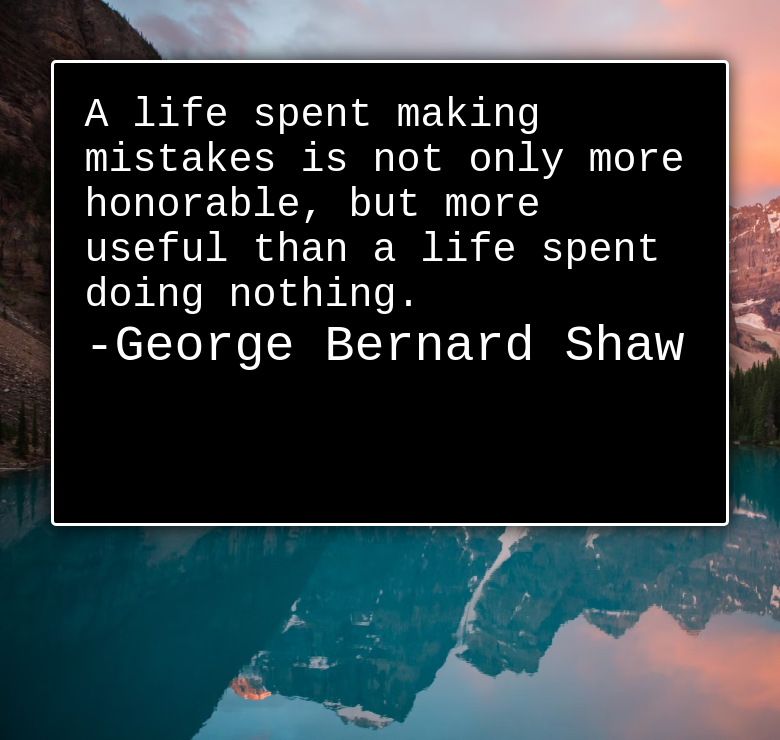 A life spent making
mistakes is not only more
honorable, but more
useful than a life spent
doing nothing.
-George Bernard Shaw